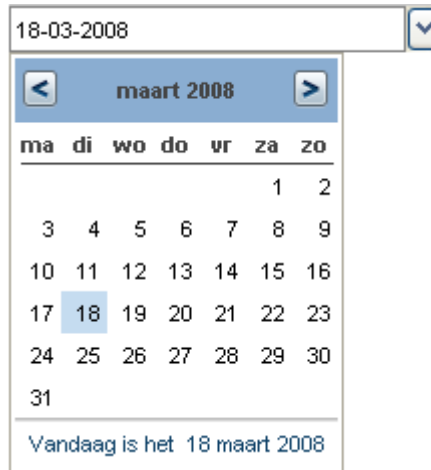 18-03-2008
< maart 2008 >
ma di wo do vr za zo
1 2
3 4 5 6 7 8 9
10 11 12 13 14 15 16
17 18 19 20 21 22 23
24 25 26 27 28 29 30
31
Vandaag is het 18 maart 2008